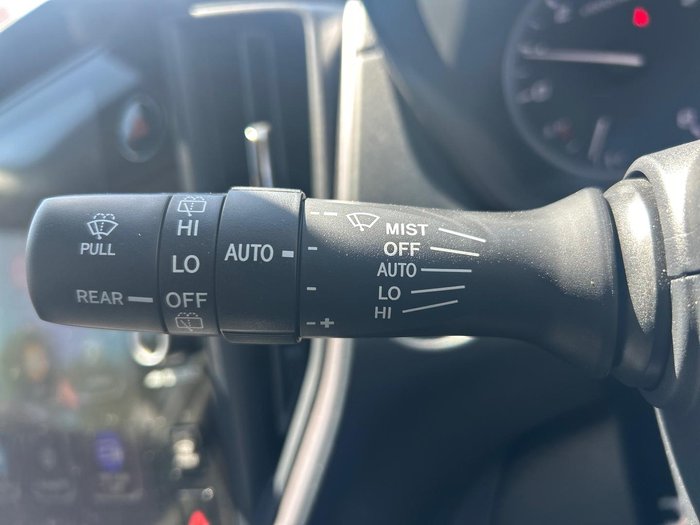 PULL
REAR
HI
LO
OFF
AUTO
- +
MIST
OFF
AUTO
LO
HI